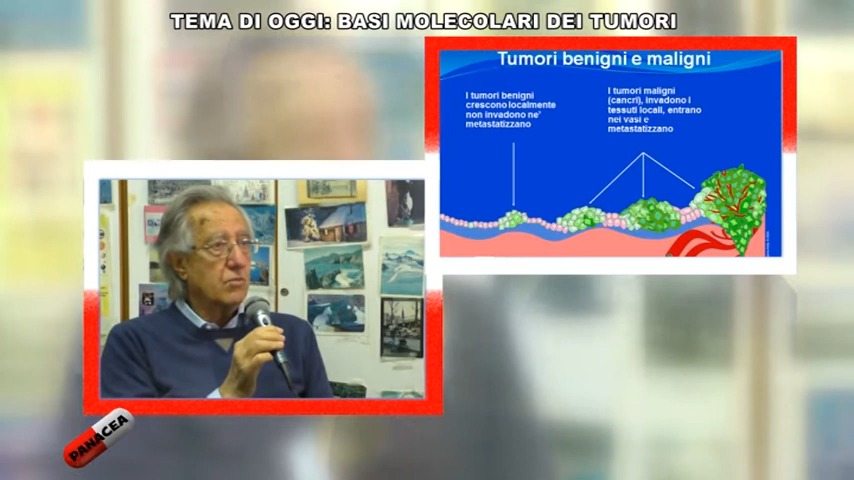 TEMA DI OGGI: BASI MOLECOLARI DEI TUMORI
Tumori benigni e maligni
I tumori benigni
crescono localmente
non invadono ne'
metastatizzano
I tumori maligni
(cancri), invadono i
tessuti locali, entrano
nei vasi e
metastatizzano
PANACEA